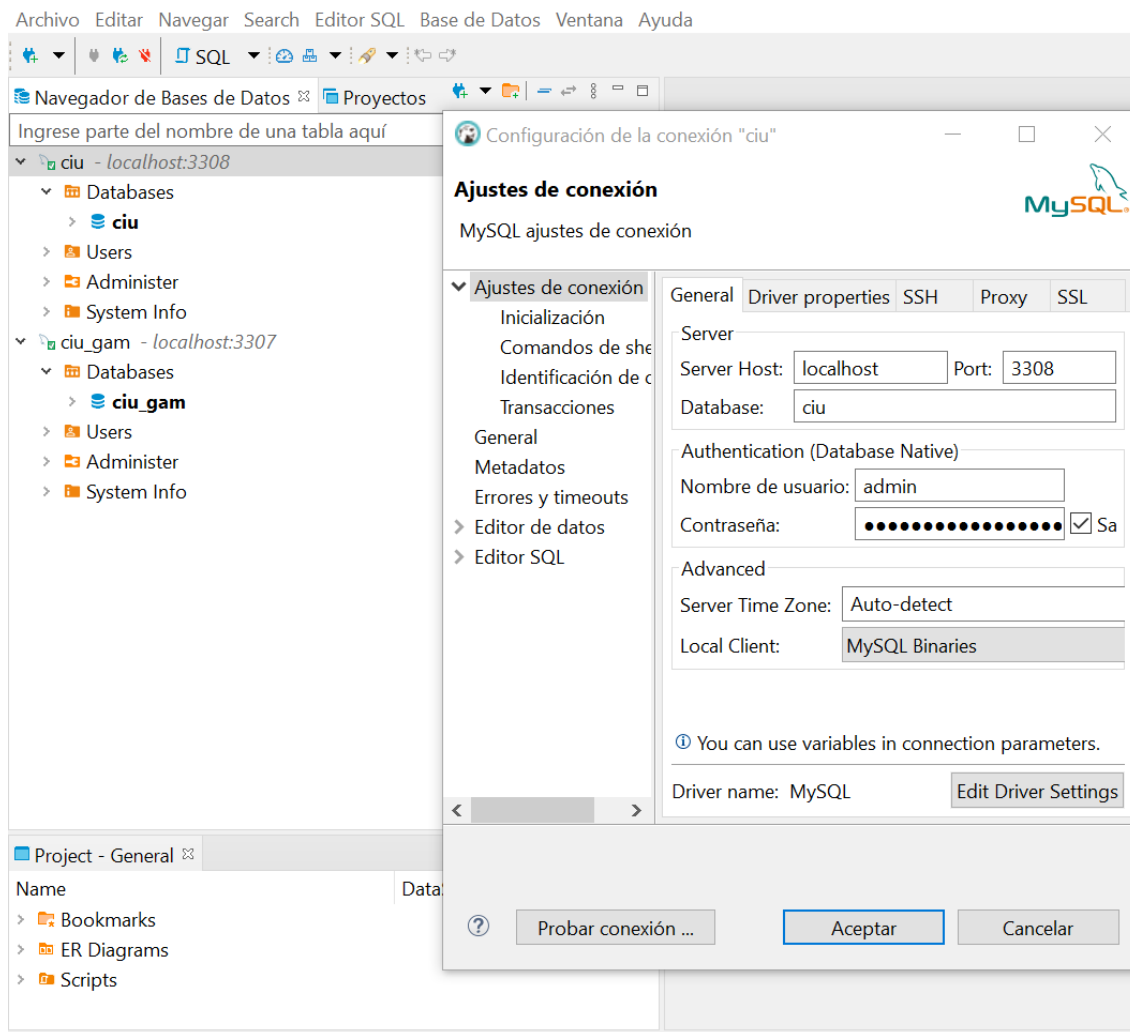 Archivo Editar Navegar Search Editor SQL Base de Datos Ventana Ayuda
SQL
Navegador de Bases de Datos Proyectos
Ingrese parte del nombre de una tabla aquí
ciu - localhost:3308
Databases
ciu
Users
Administer
System Info
ciu_gam - localhost:3307
Databases
ciu_gam
Users
Administer
System Info
Project - General
Name Data
Bookmarks
ER Diagrams
Scripts
Configuración de la conexión "ciu"
Ajustes de conexión
MySQL ajustes de conexión
MySQL
Ajustes de conexión
Inicialización
Comandos de she
Identificación de c
Transacciones
General
Metadatos
Errores y timeouts
Editor de datos
Editor SQL
General Driver properties SSH Proxy SSL
Server
Server Host: localhost Port: 3308
Database: ciu
Authentication (Database Native)
Nombre de usuario: admin
Contraseña: ●●●●●●●●●●●●●●●●●● Sa
Advanced
Server Time Zone: Auto-detect
Local Client: MySQL Binaries
You can use variables in connection parameters.
Driver name: MySQL Edit Driver Settings
Probar conexión ... Aceptar Cancelar